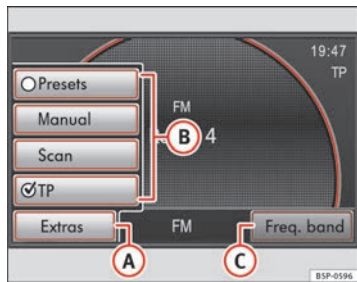 19:47
TP
Presets
FM
Manual
B
4
Scan
TP
Extras
FM
Freq. band
A
C
B5P-0596